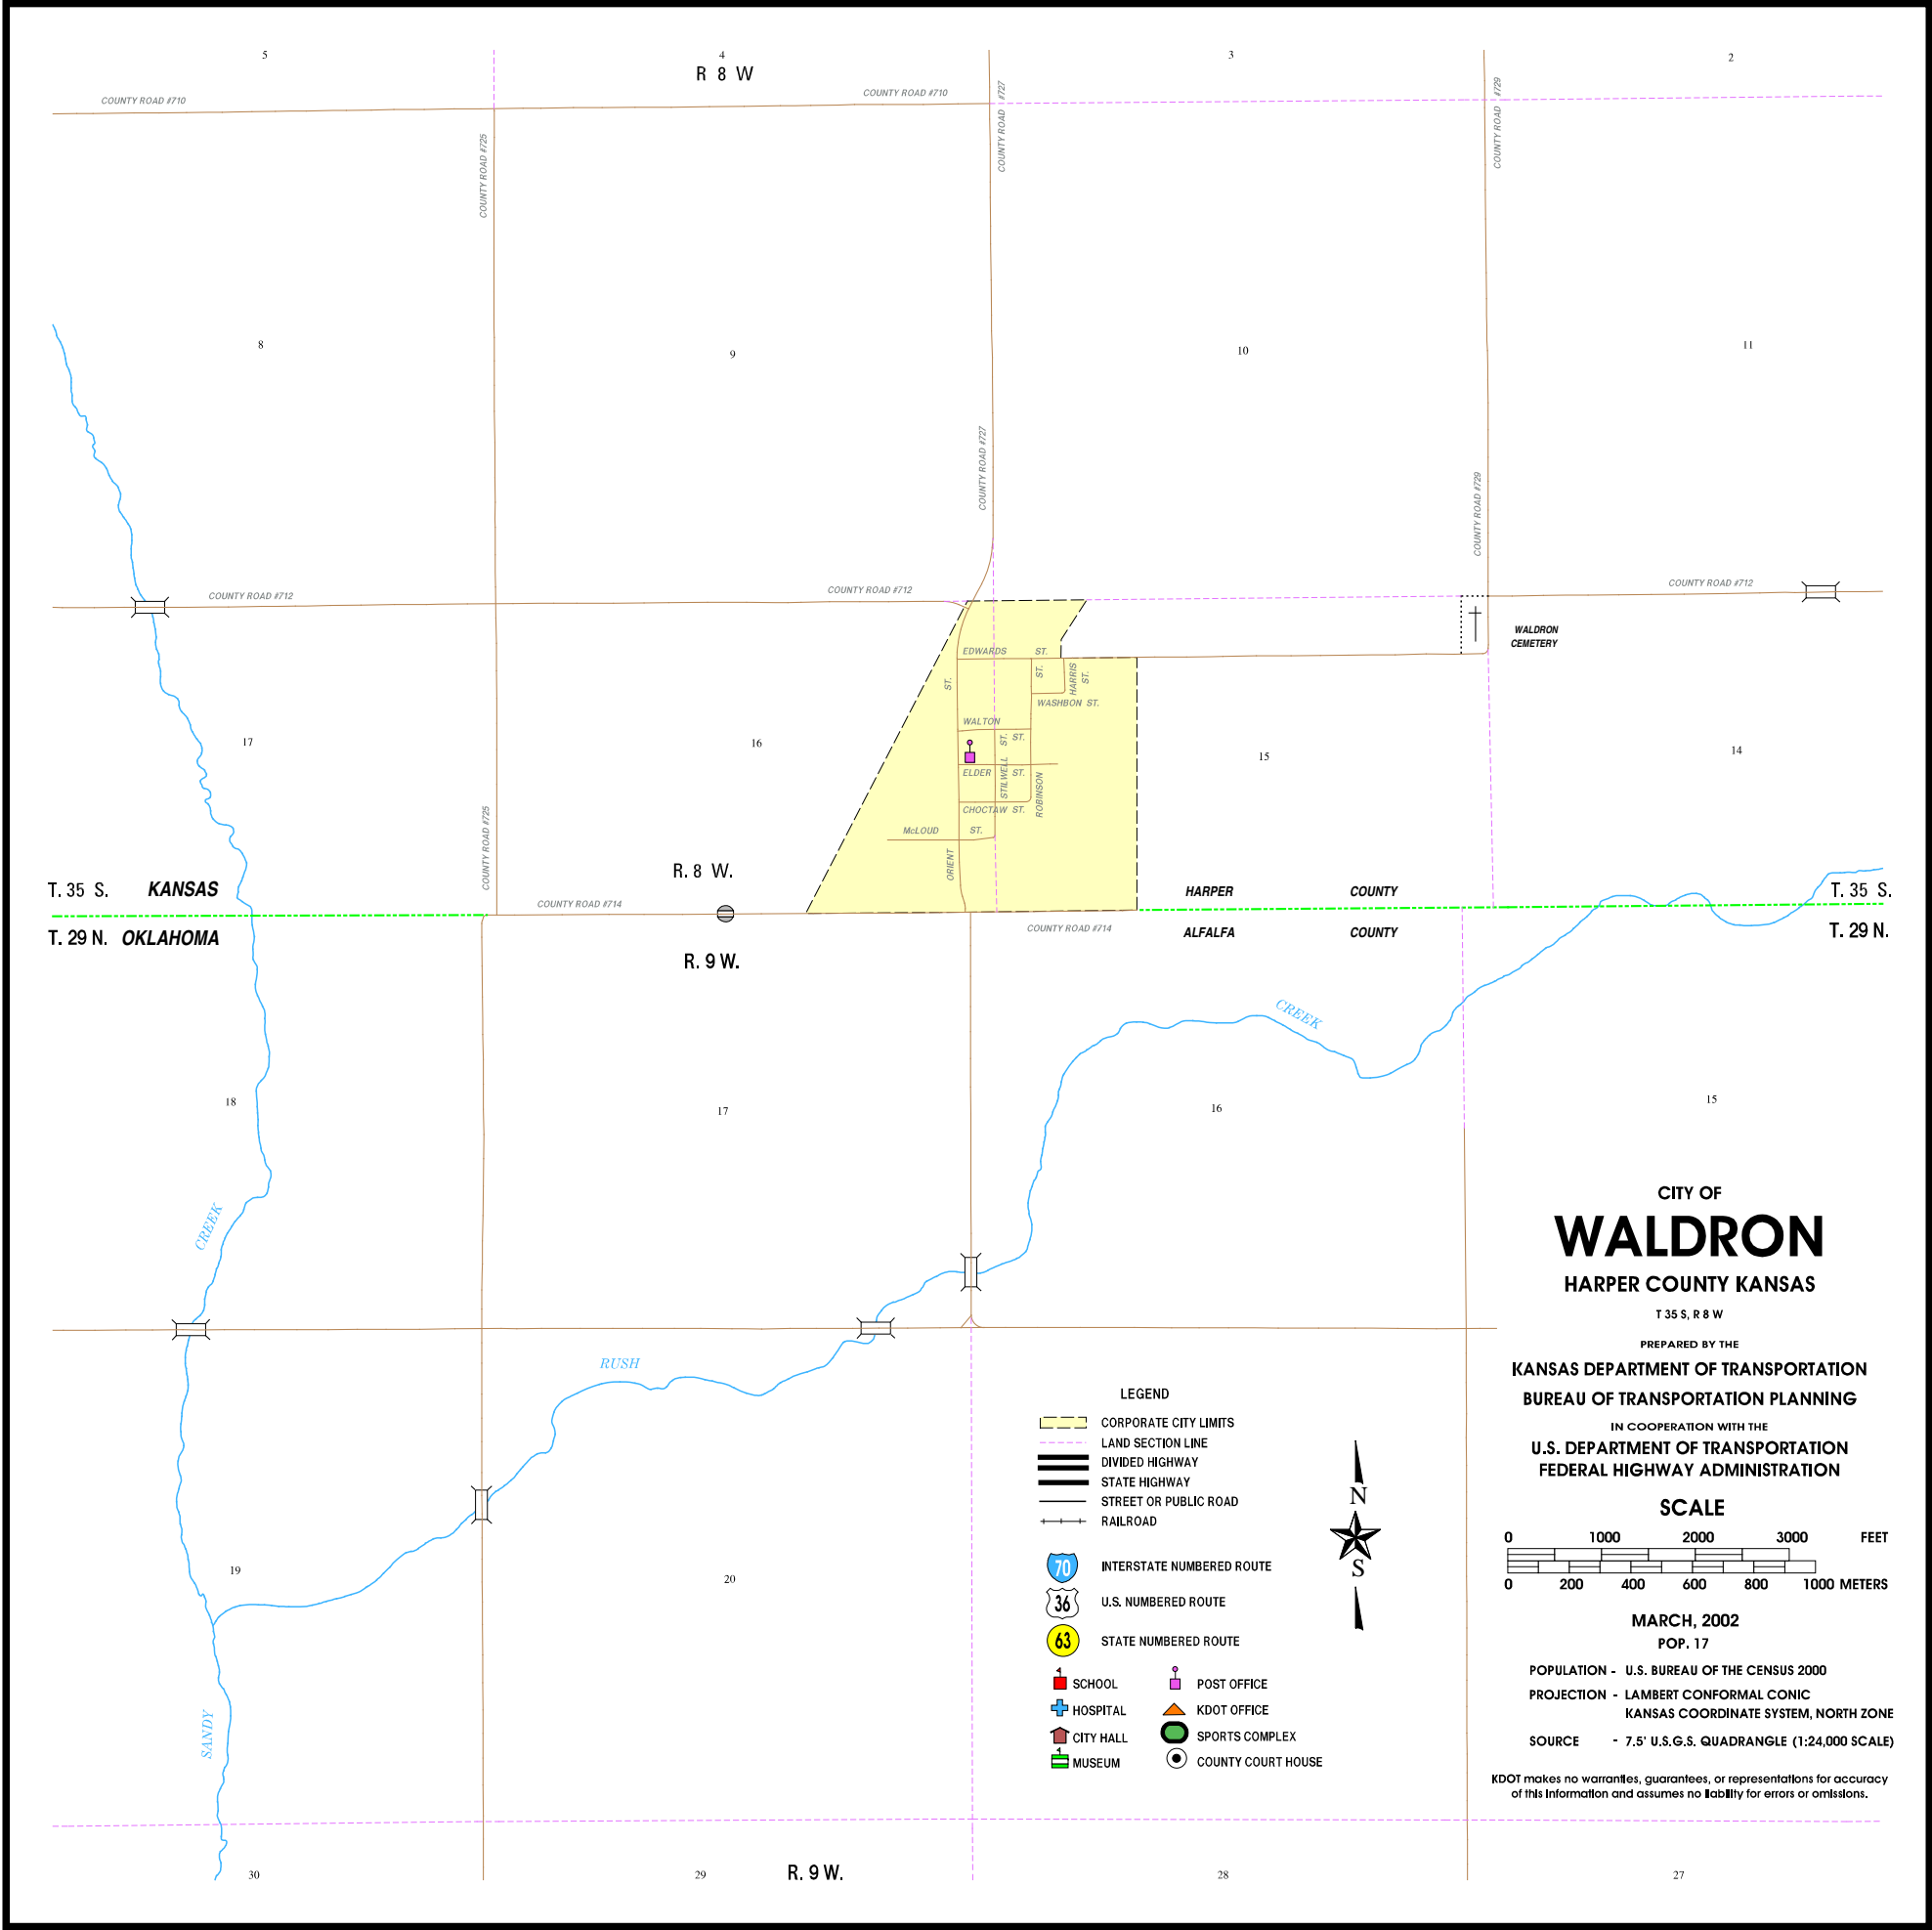 5
4
3
2
R 8 W
COUNTY ROAD #710
COUNTY ROAD #710
COUNTY ROAD #725
COUNTY ROAD #727
COUNTY ROAD #729
8
9
10
11
COUNTY ROAD #727
COUNTY ROAD #729
COUNTY ROAD #712
COUNTY ROAD #712
COUNTY ROAD #712
WALDRON
CEMETERY
EDWARDS ST.
ST.
ST.
HARRIS
ST.
WASHBON ST.
WALTON
ST.
ST.
STILWELL
ELDER ST.
ROBINSON
CHOCTAW ST.
McLOUD ST.
ORIENT
17
16
15
14
COUNTY ROAD #725
R. 8 W.
T. 35 S. KANSAS
HARPER COUNTY
T. 35 S.
COUNTY ROAD #714
COUNTY ROAD #714
T. 29 N. OKLAHOMA
ALFALFA COUNTY
T. 29 N.
R. 9 W.
CREEK
18
17
16
15
CREEK
RUSH
19
20
SANDY
30
29
R. 9 W.
28
27
LEGEND
CORPORATE CITY LIMITS
LAND SECTION LINE
DIVIDED HIGHWAY
STATE HIGHWAY
STREET OR PUBLIC ROAD
RAILROAD
70 INTERSTATE NUMBERED ROUTE
36 U.S. NUMBERED ROUTE
63 STATE NUMBERED ROUTE
SCHOOL
POST OFFICE
HOSPITAL
KDOT OFFICE
CITY HALL
SPORTS COMPLEX
MUSEUM
COUNTY COURT HOUSE
N
S
CITY OF
WALDRON
HARPER COUNTY KANSAS
T 35 S, R 8 W
PREPARED BY THE
KANSAS DEPARTMENT OF TRANSPORTATION
BUREAU OF TRANSPORTATION PLANNING
IN COOPERATION WITH THE
U.S. DEPARTMENT OF TRANSPORTATION
FEDERAL HIGHWAY ADMINISTRATION
SCALE
0 1000 2000 3000 FEET
0 200 400 600 800 1000 METERS
MARCH, 2002
POP. 17
POPULATION - U.S. BUREAU OF THE CENSUS 2000
PROJECTION - LAMBERT CONFORMAL CONIC
KANSAS COORDINATE SYSTEM, NORTH ZONE
SOURCE - 7.5' U.S.G.S. QUADRANGLE (1:24,000 SCALE)
KDOT makes no warranties, guarantees, or representations for accuracy
of this information and assumes no liability for errors or omissions.